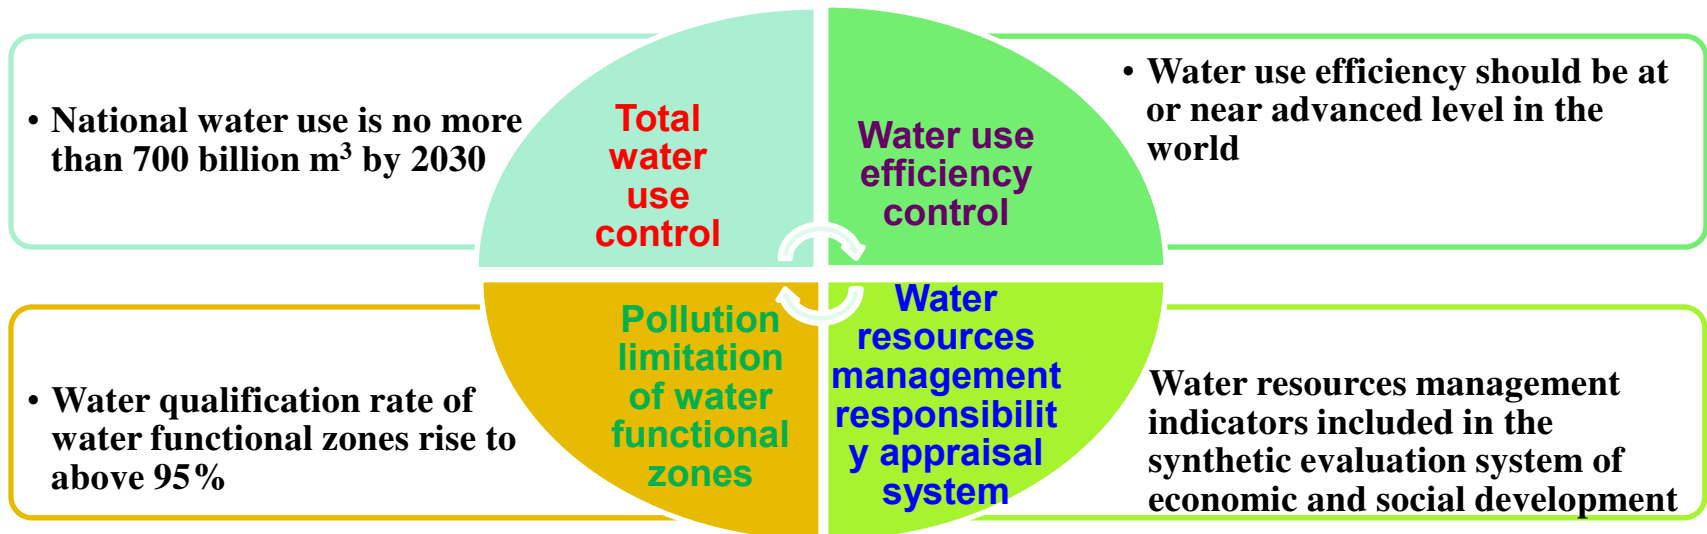 • National water use is no more
than 700 billion m³ by 2030
Total
water
use
control
Water use
efficiency
control
• Water use efficiency should be at
or near advanced level in the
world
• Water qualification rate of
water functional zones rise to
above 95%
Pollution
limitation
of water
functional
zones
Water
resources
management
responsibilit
y appraisal
system
Water resources management
indicators included in the
synthetic evaluation system of
economic and social development